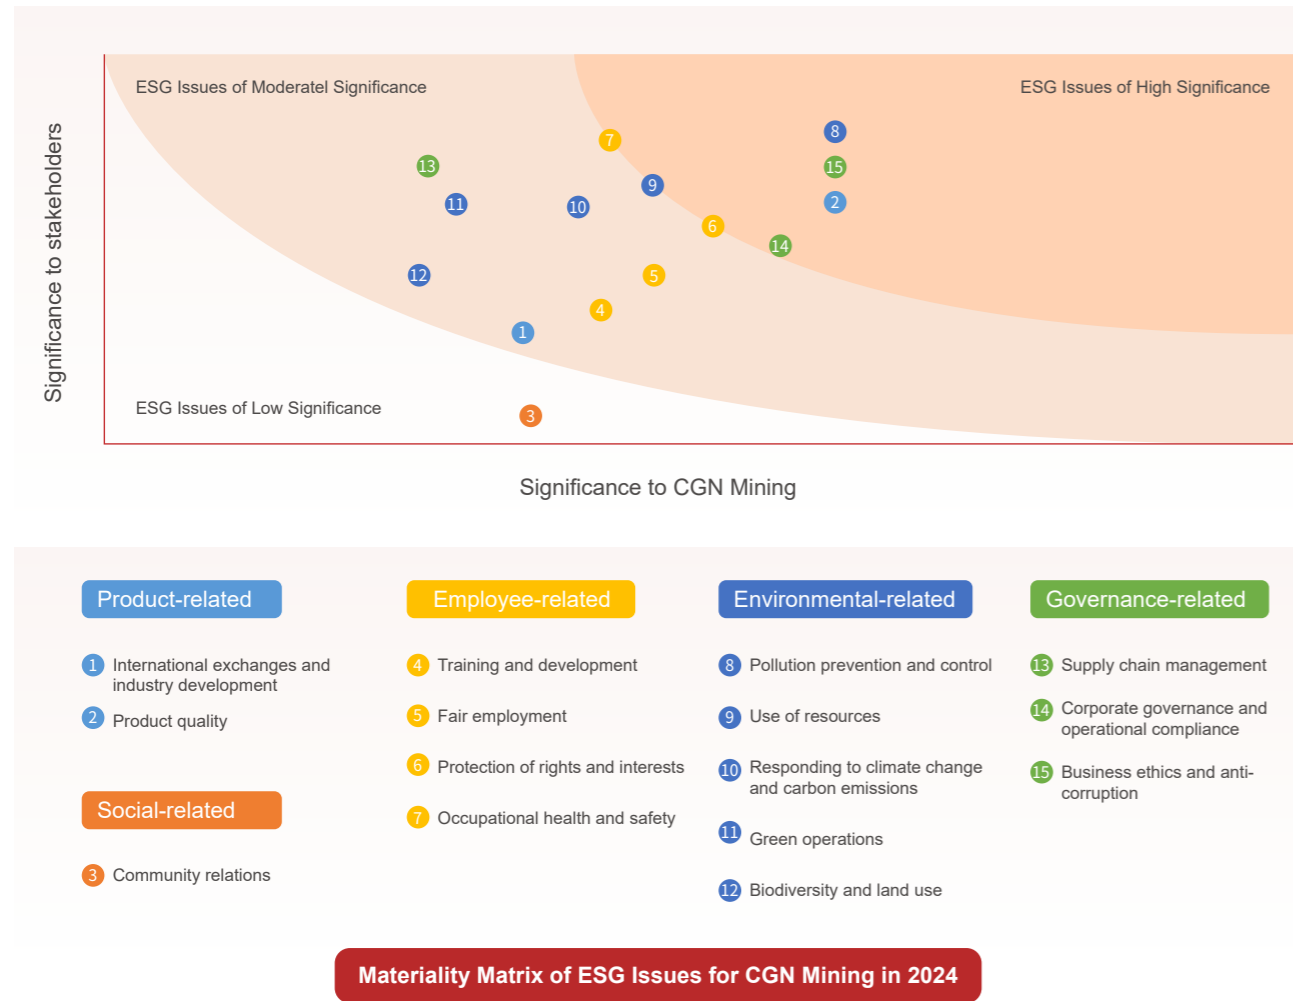 ESG Issues of Moderatel Significance
ESG Issues of High Significance
8
7
13
15
9
11
10
2
6
14
12
5
4
1
ESG Issues of Low Significance
3
Significance to stakeholders
Significance to CGN Mining
Product-related
1 International exchanges and
industry development
2 Product quality
Social-related
3 Community relations
Employee-related
4 Training and development
5 Fair employment
6 Protection of rights and interests
7 Occupational health and safety
Environmental-related
8 Pollution prevention and control
9 Use of resources
10 Responding to climate change
and carbon emissions
11 Green operations
12 Biodiversity and land use
Governance-related
13 Supply chain management
14 Corporate governance and
operational compliance
15 Business ethics and anti-
corruption
Materiality Matrix of ESG Issues for CGN Mining in 2024